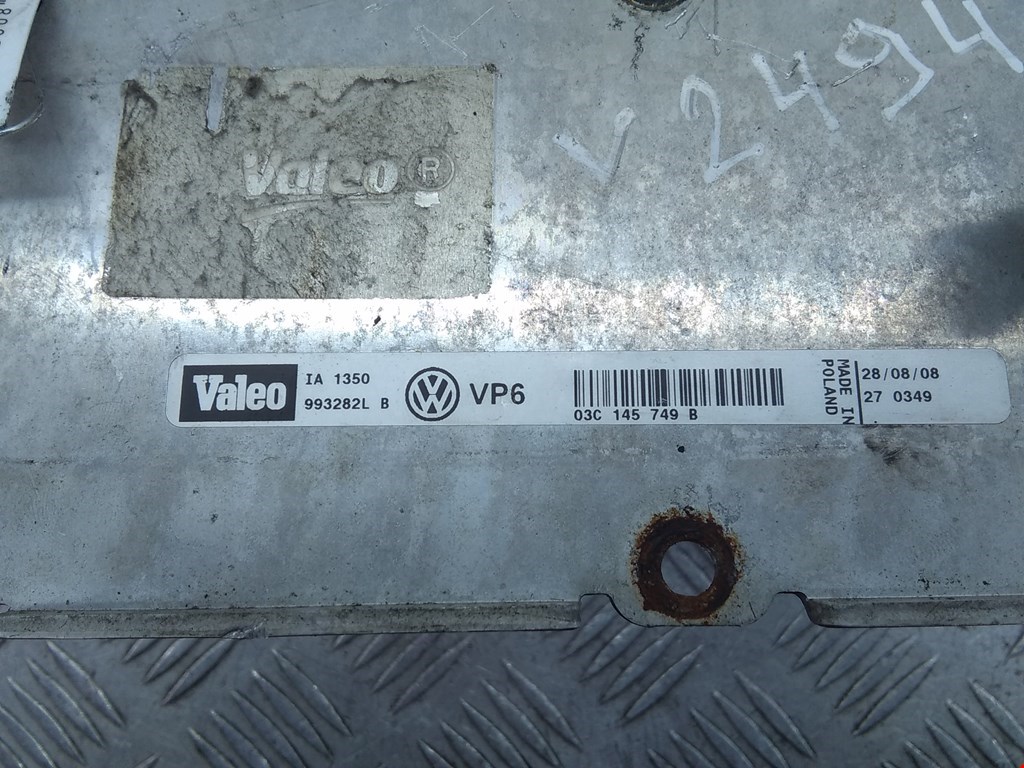 V2494
Valeo®
Valeo
IA 1350
993282L B
VP6
03C 145 749 B
MADE IN
POLAND
28/08/08
27 0349